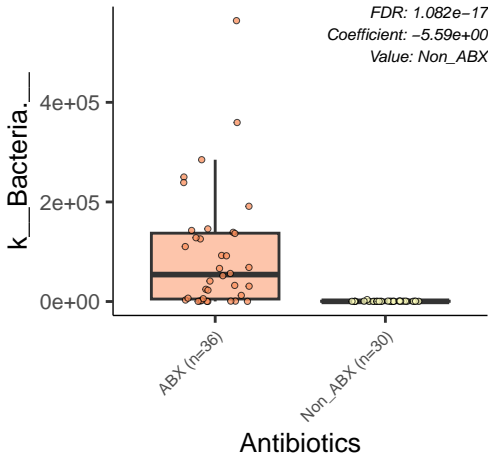 FDR: 1.082e−17
Coefficient: −5.59e+00
Value: Non_ABX
k__Bacteria.__
4e+05
2e+05
0e+00
ABX (n=36)
Non_ABX (n=30)
Antibiotics